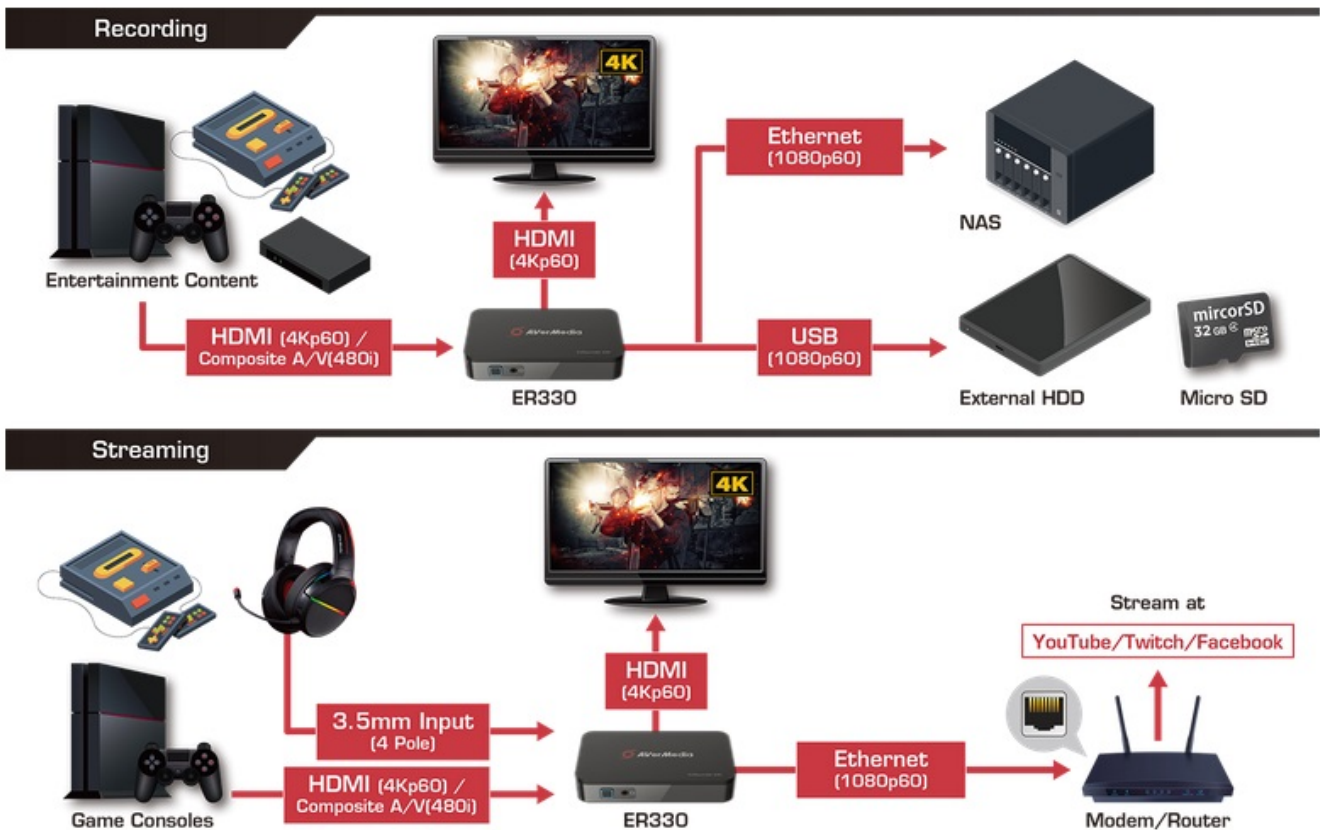 Recording
4K
Ethernet
(1080p60)
NAS
HDMI
(4Kp60)
Entertainment Content
HDMI (4Kp60) /
Composite A/V(480i)
AVerMedia
ER330
USB
(1080p60)
mircorSD
32 GB
micro
External HDD
Micro SD
Streaming
4K
Stream at
YouTube/Twitch/Facebook
HDMI
(4Kp60)
3.5mm Input
(4 Pole)
HDMI (4Kp60) /
Composite A/V(480i)
Game Consoles
AVerMedia
ER330
Ethernet
(1080p60)
Modem/Router